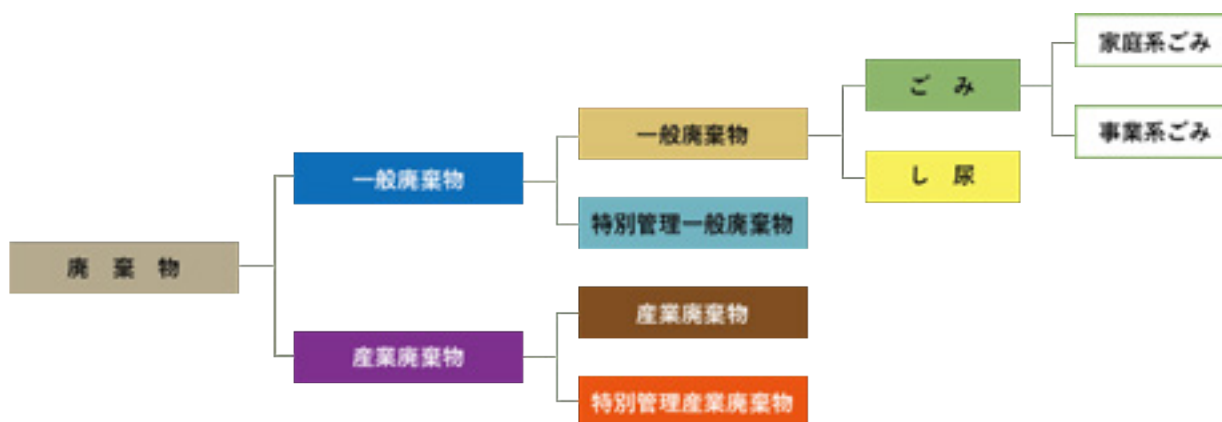 家庭系ごみ
ごみ
一般廃棄物
事業系ごみ
一般廃棄物
し尿
特別管理一般廃棄物
廃棄物
産業廃棄物
産業廃棄物
特別管理産業廃棄物